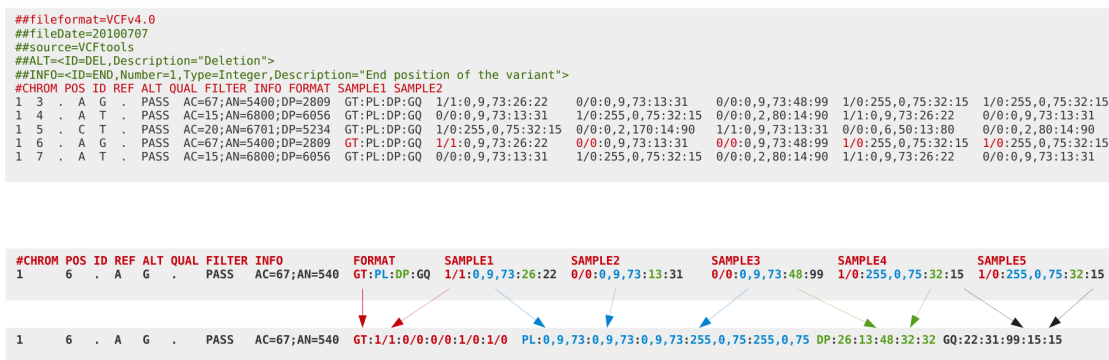 ##fileformat=VCFv4.0
##fileDate=20100707
##source=VCFtools
##ALT=<ID=DEL,Description="Deletion">
##INFO=<ID=END,Number=1,Type=Integer,Description="End position of the variant">
#CHROM POS ID REF ALT QUAL FILTER INFO FORMAT SAMPLE1 SAMPLE2
1 3 . A G . PASS AC=67;AN=5400;DP=2809 GT:PL:DP:GQ 1/1:0,9,73:26:22 0/0:0,9,73:13:31 0/0:0,9,73:48:99 1/0:255,0,75:32:15 1/0:255,0,75:32:15
1 4 . A T . PASS AC=15;AN=6800;DP=6056 GT:PL:DP:GQ 0/0:0,9,73:13:31 1/0:255,0,75:32:15 0/0:0,2,80:14:90 1/1:0,9,73:26:22 0/0:0,9,73:13:31
1 5 . C T . PASS AC=20;AN=6701;DP=5234 GT:PL:DP:GQ 1/0:255,0,75:32:15 0/0:0,2,170:14:90 1/1:0,9,73:13:31 0/0:0,6,50:13:80 0/0:0,2,80:14:90
1 6 . A G . PASS AC=67;AN=5400;DP=2809 GT:PL:DP:GQ 1/1:0,9,73:26:22 0/0:0,9,73:13:31 0/0:0,9,73:48:99 1/0:255,0,75:32:15 1/0:255,0,75:32:15
1 7 . A T . PASS AC=15;AN=6800;DP=6056 GT:PL:DP:GQ 0/0:0,9,73:13:31 1/0:255,0,75:32:15 0/0:0,2,80:14:90 1/1:0,9,73:26:22 0/0:0,9,73:13:31
#CHROM POS ID REF ALT QUAL FILTER INFO FORMAT SAMPLE1 SAMPLE2 SAMPLE3 SAMPLE4 SAMPLE5
1 6 . A G . PASS AC=67;AN=540 GT:PL:DP:GQ 1/1:0,9,73:26:22 0/0:0,9,73:13:31 0/0:0,9,73:48:99 1/0:255,0,75:32:15 1/0:255,0,75:32:15
1 6 . A G . PASS AC=67;AN=540 GT:1/1:0/0:0/0:1/0:1/0 PL:0,9,73:0,9,73:0,9,73:255,0,75:255,0,75 DP:26:13:48:32:32 GQ:22:31:99:15:15